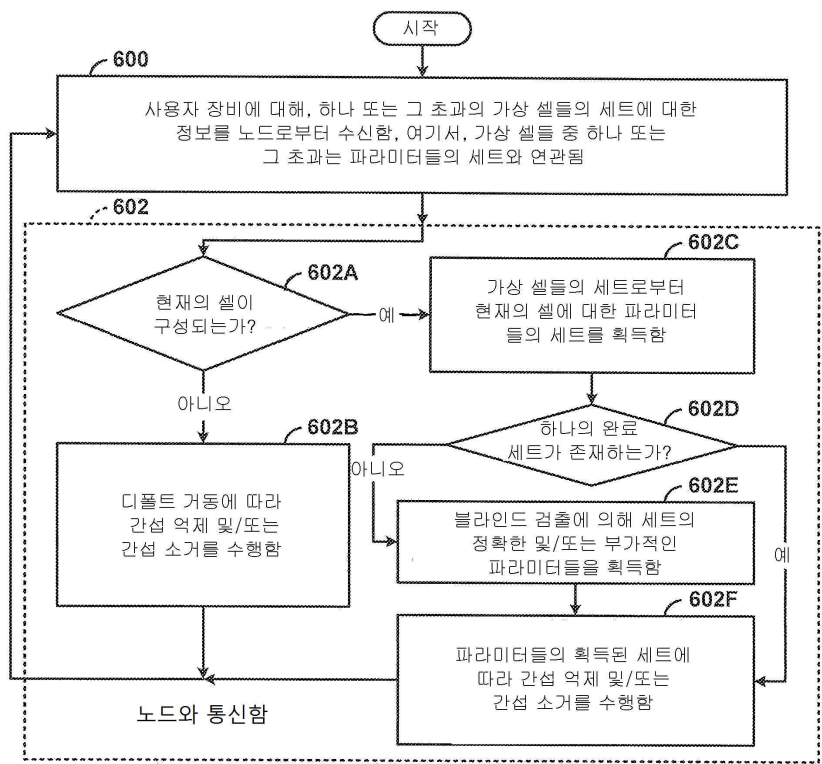 시작
600
사용자 장비에 대해, 하나 또는 그 초과의 가상 셀들의 세트에 대한
정보를 노드로부터 수신함, 여기서, 가상 셀들 중 하나 또는
그 초과는 파라미터들의 세트와 연관됨
602
602A
현재의 셀이
구성되는가?
예
602C
가상 셀들의 세트로부터
현재의 셀에 대한 파라미터
들의 세트를 획득함
아니오
602B
디폴트 거동에 따라
간섭 억제 및/또는
간섭 소거를 수행함
602D
하나의 완료
세트가 존재하는가?
아니오
602E
블라인드 검출에 의해 세트의
정확한 및/또는 부가적인
파라미터들을 획득함
예
602F
파라미터들의 획득된 세트에
따라 간섭 억제 및/또는
간섭 소거를 수행함
노드와 통신함